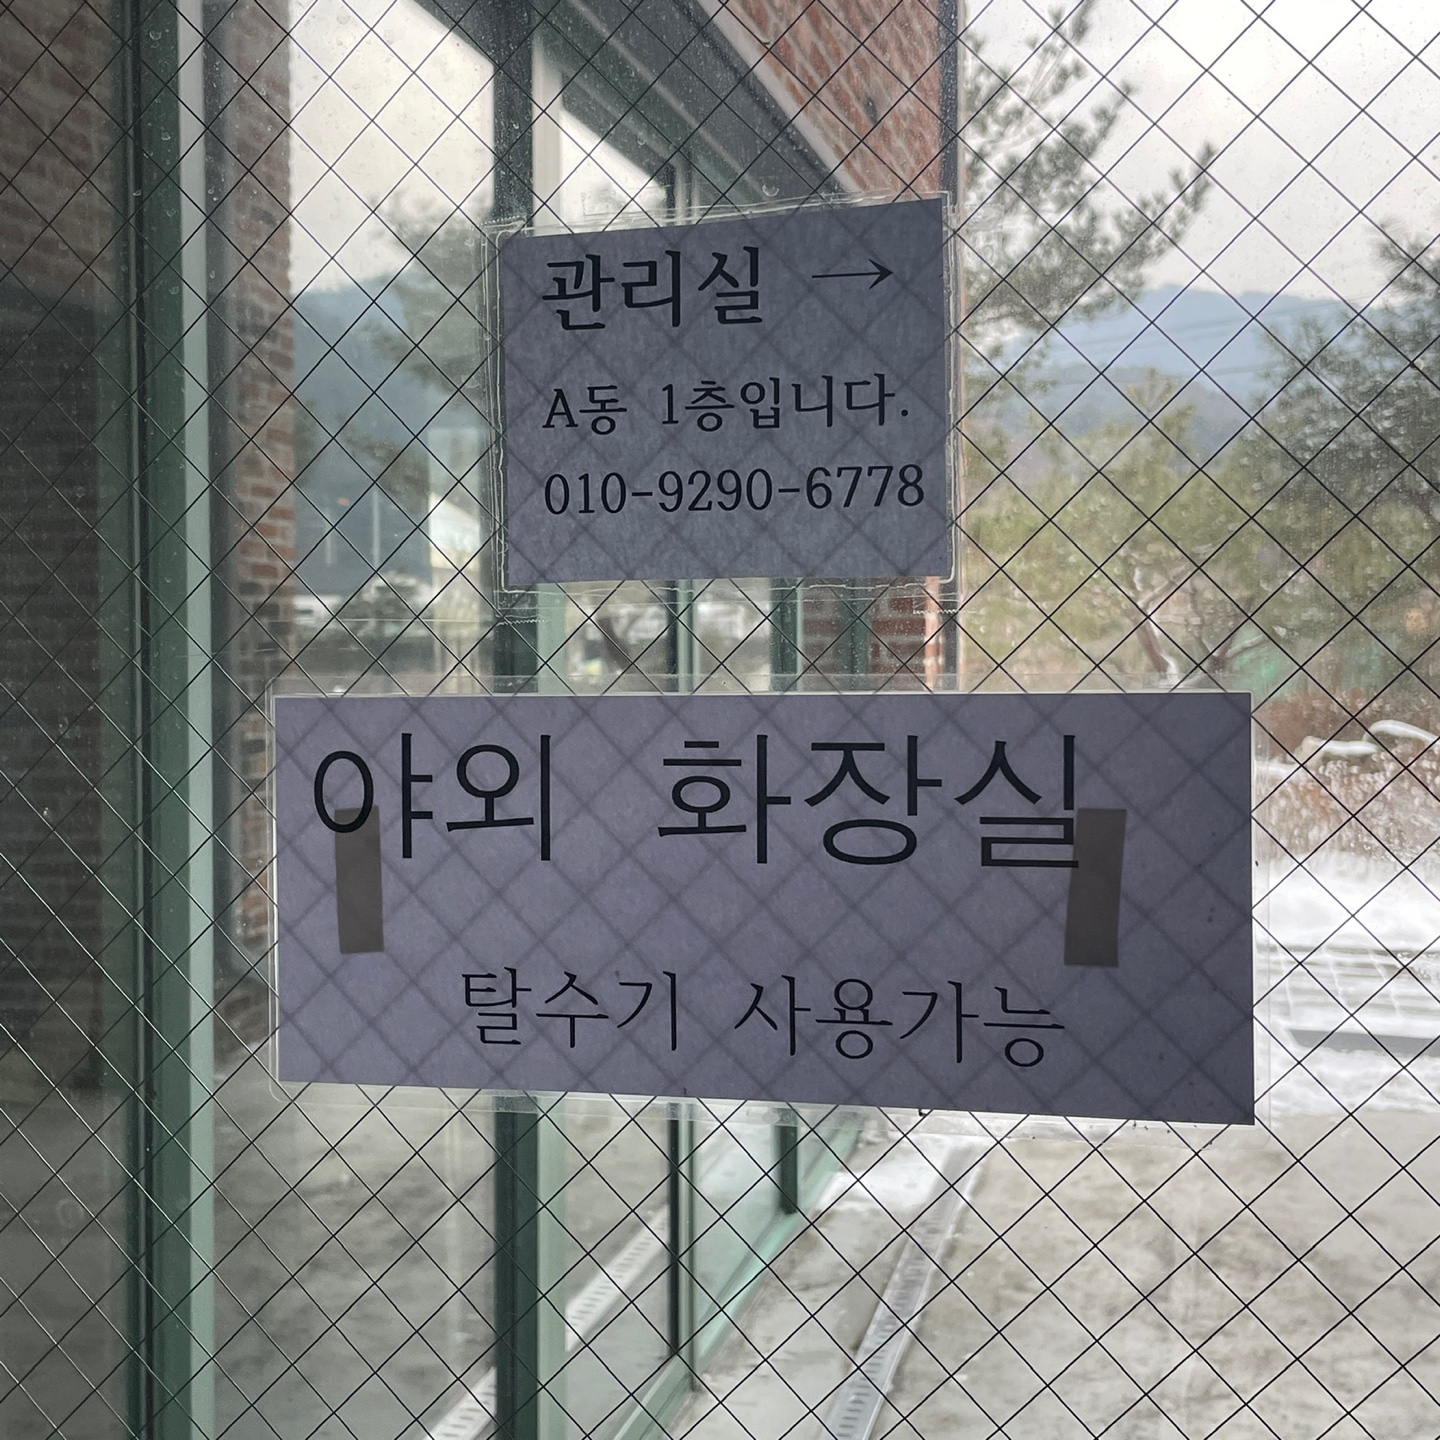 관리실 →
A동 1층입니다.
010-9290-6778
야외 화장실
탈수기 사용가능